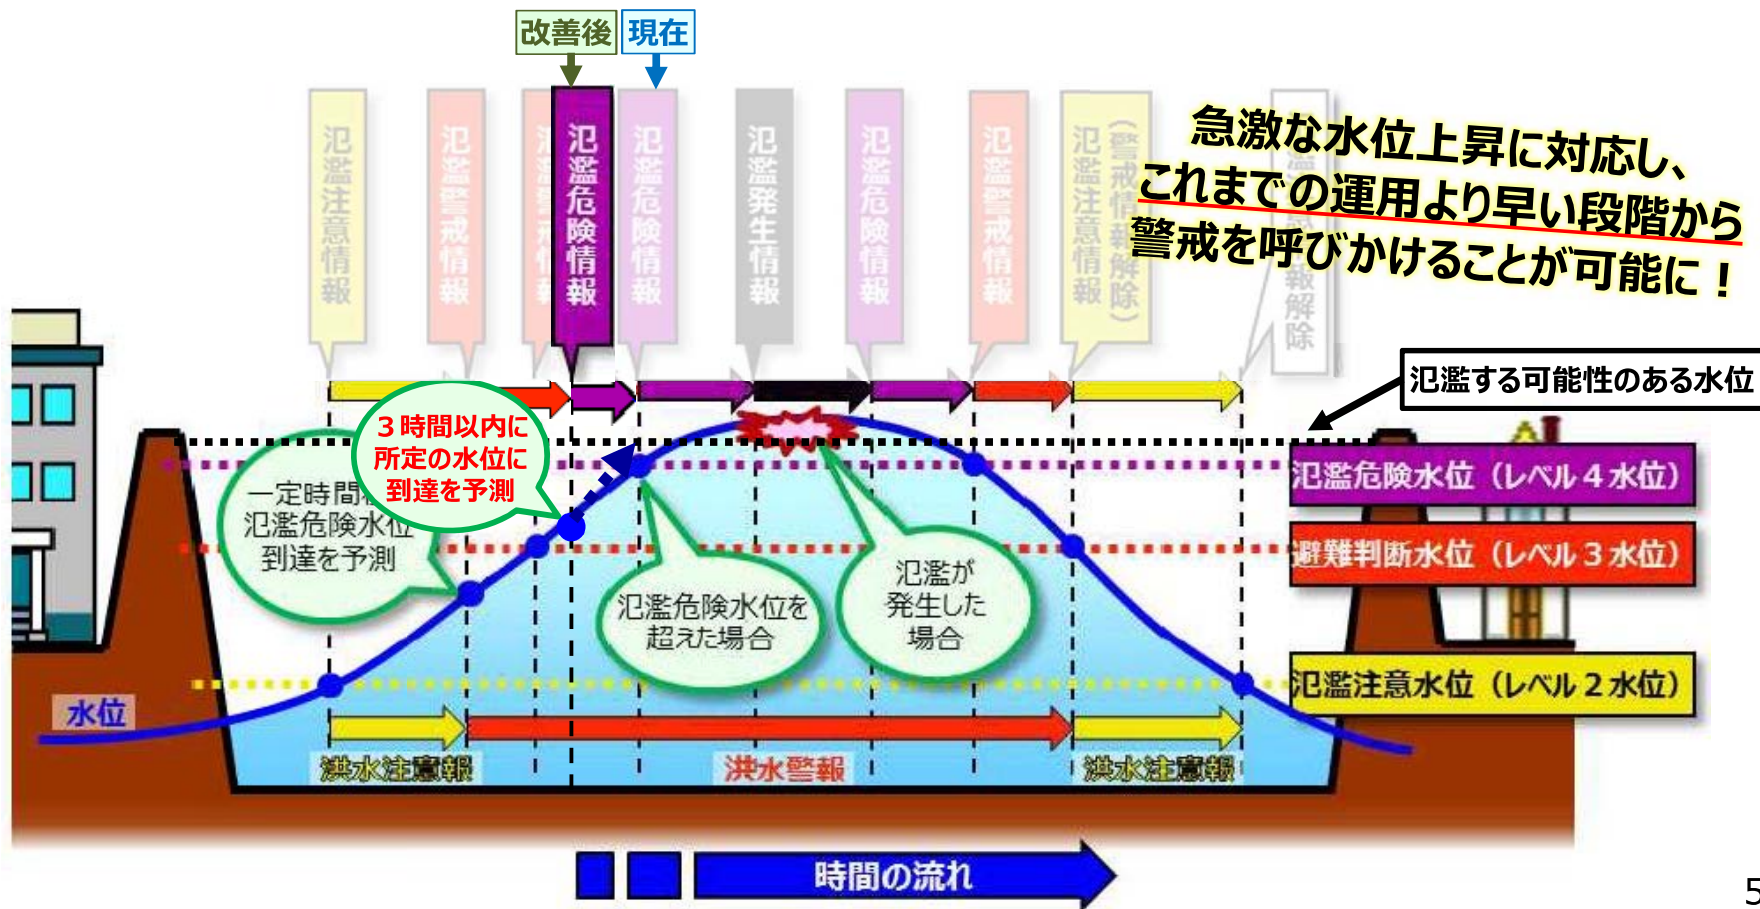 改善後
現在
氾濫注意情報
氾濫警戒情報
氾濫危険情報
氾濫危険情報
氾濫発生情報
氾濫危険情報
氾濫警戒情報
氾濫注意情報
(警戒情報解除)
報解除
急激な水位上昇に対応し、
これまでの運用より早い段階から
警戒を呼びかけることが可能に!
氾濫する可能性のある水位
3時間以内に
所定の水位に
到達を予測
一定時間
氾濫危険水位
到達を予測
氾濫危険水位を
超えた場合
氾濫が
発生した
場合
氾濫危険水位(レベル4水位)
避難判断水位(レベル3水位)
氾濫注意水位(レベル2水位)
水位
洪水注意報
洪水警報
洪水注意報
時間の流れ
5